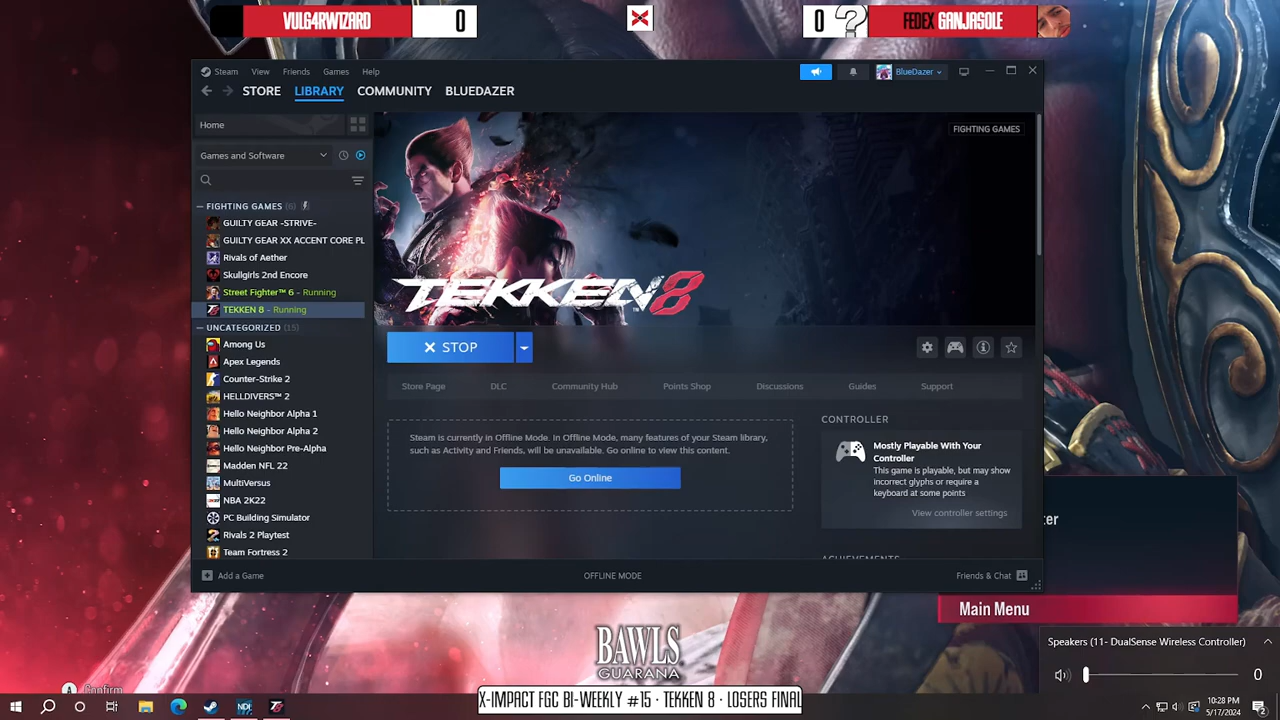 VULG4RWIZARD
0
0
FEDEX GANJASOLE
Steam
View
Friends
Games
Help
BlueDazer
STORE
LIBRARY
COMMUNITY
BLUEDAZER
Home
FIGHTING GAMES
Games and Software
FIGHTING GAMES (6)
GUILTY GEAR -STRIVE-
GUILTY GEAR XX ACCENT CORE PL
Rivals of Aether
Skullgirls 2nd Encore
Street Fighter™ 6 - Running
TEKKEN 8 - Running
UNCATEGORIZED (15)
Among Us
Apex Legends
Counter-Strike 2
HELLDIVERS™ 2
Hello Neighbor Alpha 1
Hello Neighbor Alpha 2
Hello Neighbor Pre-Alpha
Madden NFL 22
MultiVersus
NBA 2K22
PC Building Simulator
Rivals 2 Playtest
Team Fortress 2
TEKKEN 8
STOP
Store Page
DLC
Community Hub
Points Shop
Discussions
Guides
Support
Steam is currently in Offline Mode. In Offline Mode, many features of your Steam library,
such as Activity and Friends, will be unavailable. Go online to view this content.
Go Online
CONTROLLER
Mostly Playable With Your
Controller
This game is playable, but may show
incorrect glyphs or require a
keyboard at some points
View controller settings
ACHIEVEMENTS
Add a Game
OFFLINE MODE
Friends & Chat
ter
Main Menu
Speakers (11- DualSense Wireless Controller)
0
BAWLS
GUARANA
A Confirm
X-IMPACT FGC BI-WEEKLY #15 · TEKKEN 8 · LOSERS FINAL
NDI
10:28 PM
5/17/2024
2